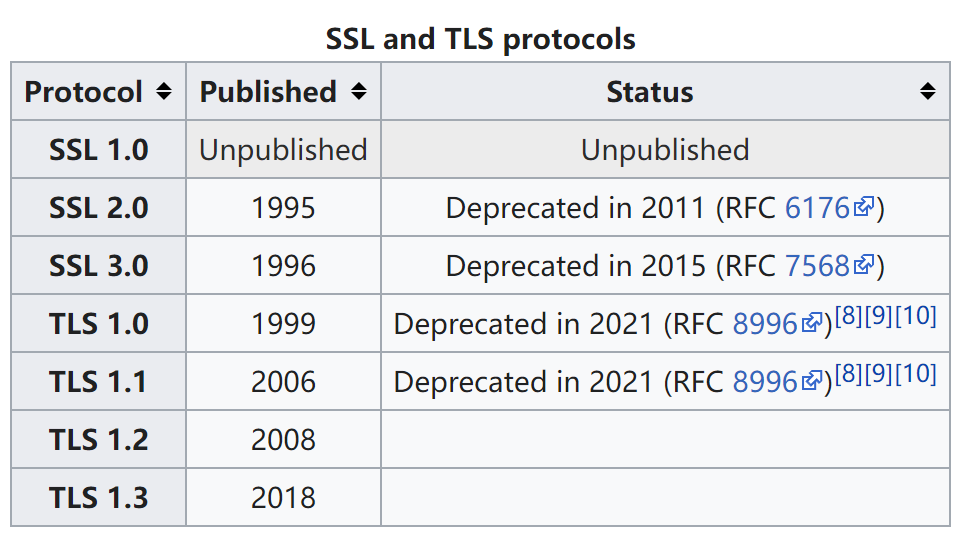 SSL and TLS protocols
Protocol Published Status
SSL 1.0 Unpublished Unpublished
SSL 2.0 1995 Deprecated in 2011 (RFC 6176)
SSL 3.0 1996 Deprecated in 2015 (RFC 7568)
TLS 1.0 1999 Deprecated in 2021 (RFC 8996)[8][9][10]
TLS 1.1 2006 Deprecated in 2021 (RFC 8996)[8][9][10]
TLS 1.2 2008
TLS 1.3 2018